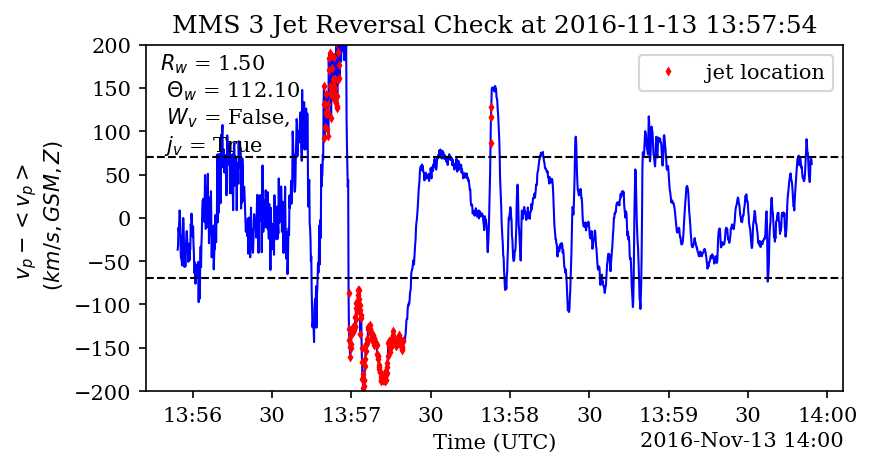 MMS 3 Jet Reversal Check at 2016-11-13 13:57:54
R_w = 1.50
Θ_w = 112.10
W_v = False,
j_v = True
jet location
v_p − < v_p >
(km/s, GSM, Z)
200
150
100
50
0
−50
−100
−150
−200
13:56 30 13:57 30 13:58 30 13:59 30 14:00
Time (UTC)
2016-Nov-13 14:00